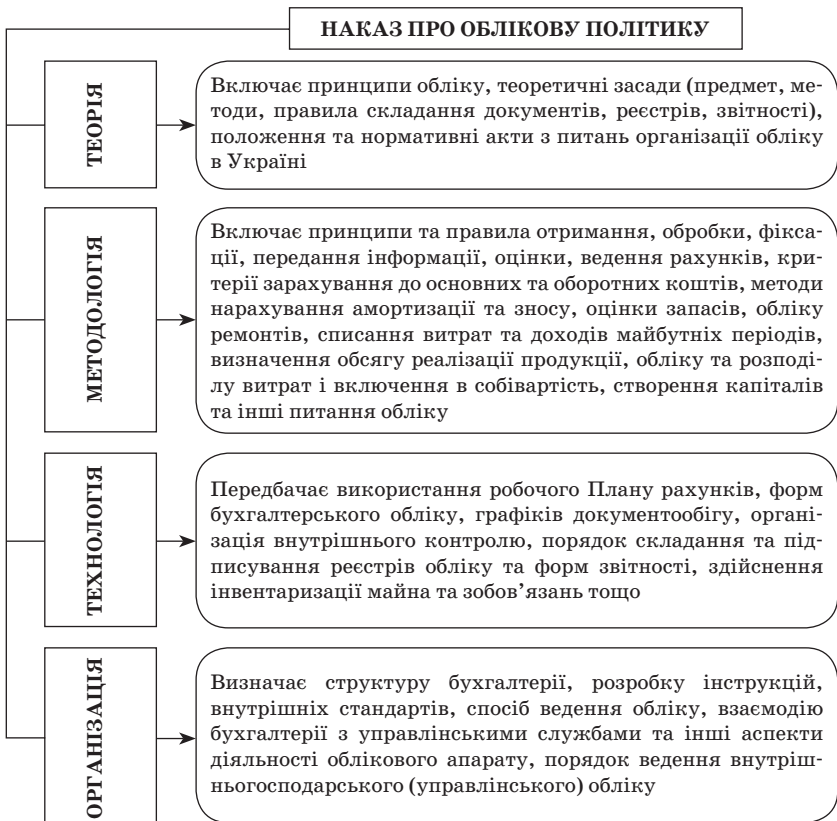 НАКАЗ ПРО ОБЛІКОВУ ПОЛІТИКУ
ТЕОРІЯ
Включає принципи обліку, теоретичні засади (предмет, ме-
тоди, правила складання документів, реєстрів, звітності),
положення та нормативні акти з питань організації обліку
в Україні
МЕТОДОЛОГІЯ
Включає принципи та правила отримання, обробки, фікса-
ції, передання інформації, оцінки, ведення рахунків, кри-
терії зарахування до основних та оборотних коштів, методи
нарахування амортизації та зносу, оцінки запасів, обліку
ремонтів, списання витрат та доходів майбутніх періодів,
визначення обсягу реалізації продукції, обліку та розподі-
лу витрат і включення в собівартість, створення капіталів
та інші питання обліку
ТЕХНОЛОГІЯ
Передбачає використання робочого Плану рахунків, форм
бухгалтерського обліку, графіків документообігу, органі-
зація внутрішнього контролю, порядок складання та під-
писування реєстрів обліку та форм звітності, здійснення
інвентаризації майна та зобов’язань тощо
ОРГАНІЗАЦІЯ
Визначає структуру бухгалтерії, розробку інструкцій,
внутрішніх стандартів, спосіб ведення обліку, взаємодію
бухгалтерії з управлінськими службами та інші аспекти
діяльності облікового апарату, порядок ведення внутріш-
ньогосподарського (управлінського) обліку